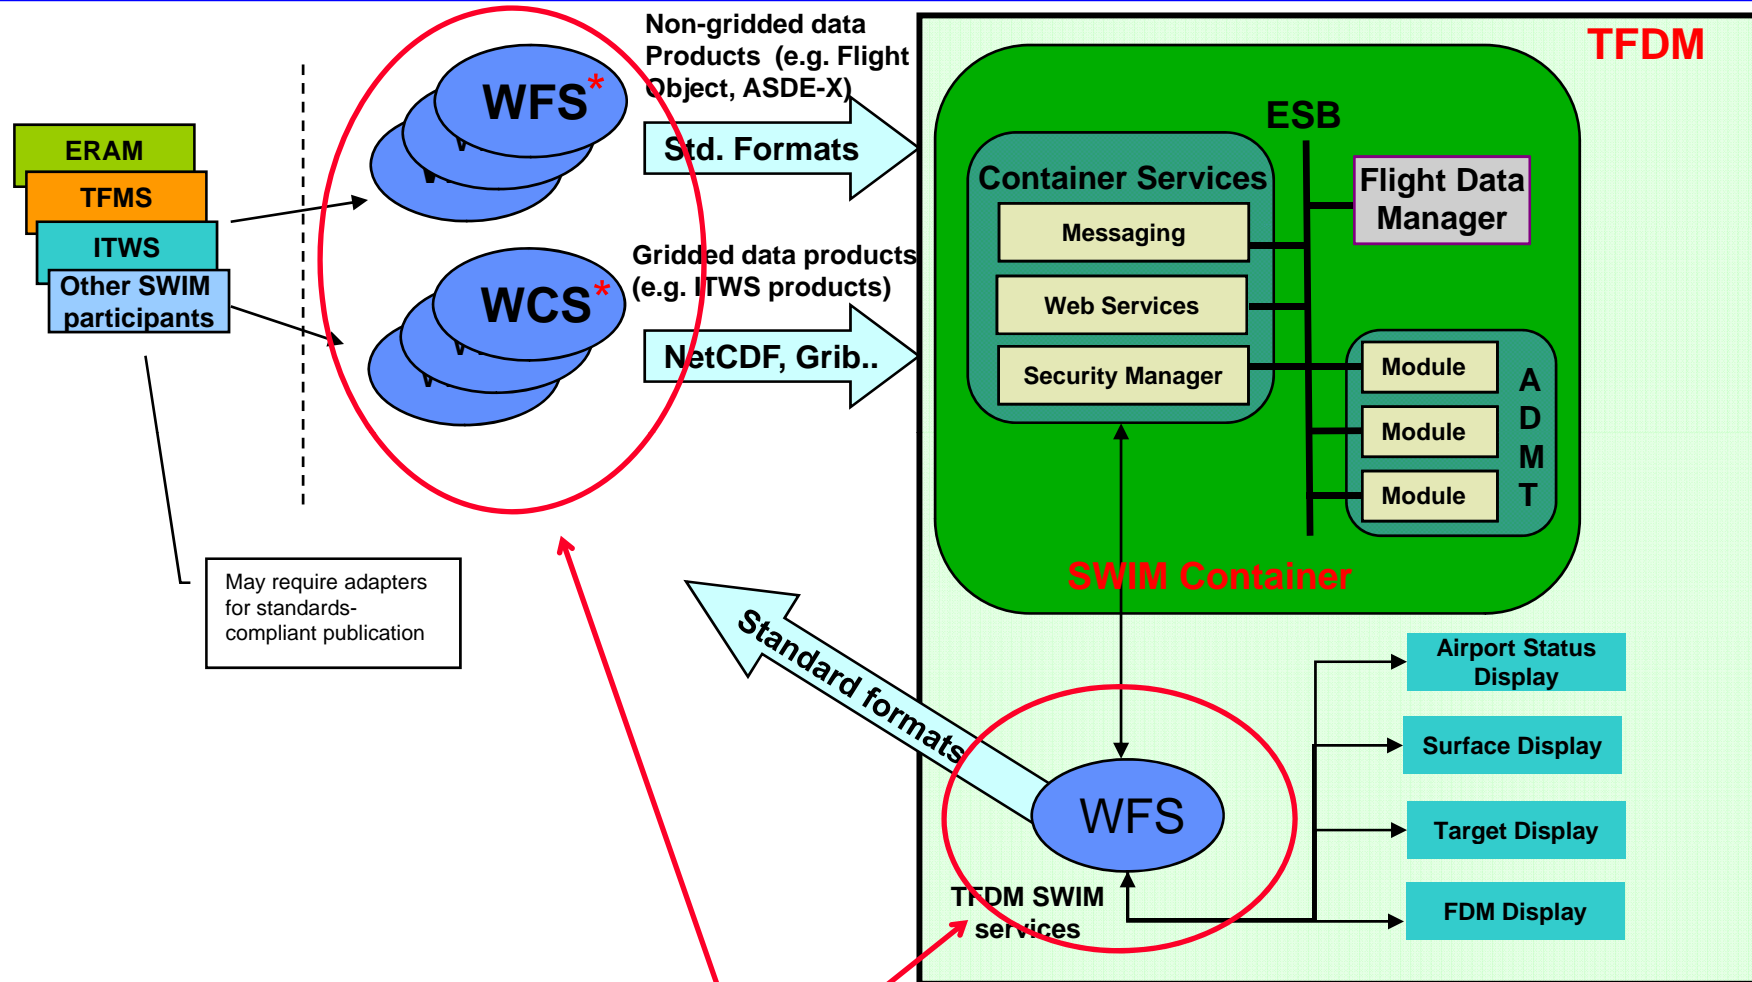 Non-gridded data
Products (e.g. Flight
Object, ASDE-X)
TFDM
WFS*
ERAM
TFMS
ITWS
Other SWIM
participants
Std. Formats
ESB
Container Services
Messaging
Web Services
Security Manager
Flight Data
Manager
WCS*
Gridded data products
(e.g. ITWS products)
NetCDF, Grib..
Module
Module
Module
A
D
M
T
SWIM Container
May require adapters
for standards-
compliant publication
Standard formats
WFS
TFDM SWIM
services
Airport Status
Display
Surface Display
Target Display
FDM Display